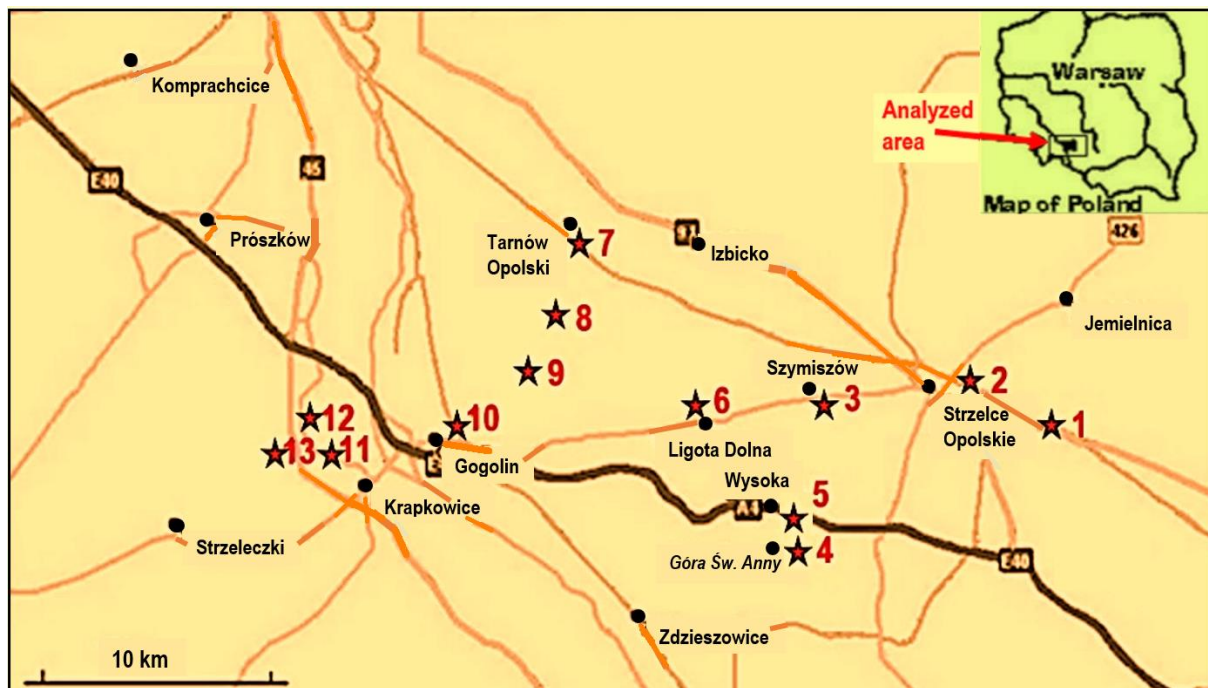 Komprachcice
Warsaw
Analyzed
area
Map of Poland
E40
45
426
Prószków
Tarnów
Opolski
7
Izbicko
8
Jemielnica
9
Szymiszów
2
6
3
Strzelce
Opolskie
1
12
10
Ligota Dolna
13
11
Gogolin
Wysoka
5
Krapkowice
A4
Strzeleczki
Góra Św. Anny
4
E40
Zdzieszowice
10 km